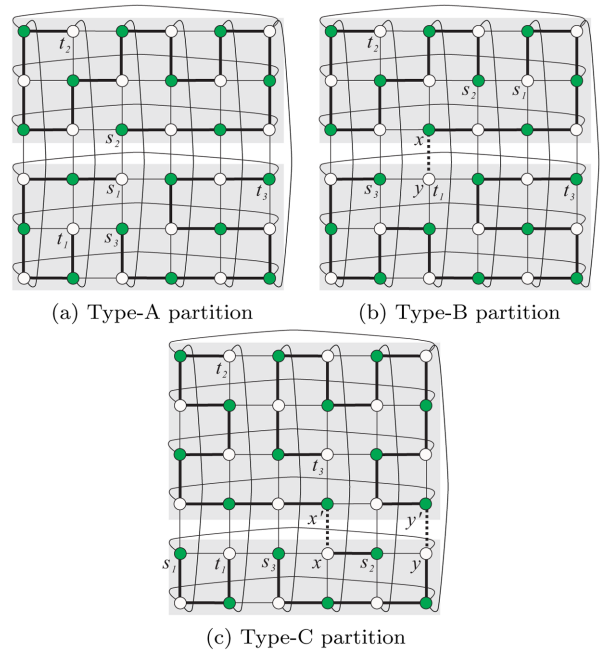 t2
s2
s1
t3
t1
s3
t2
s2
s1
x
s3
y
t1
t3
(a) Type-A partition
(b) Type-B partition
t2
t3
x'
y'
s1
t1
s3
x
s2
y
(c) Type-C partition